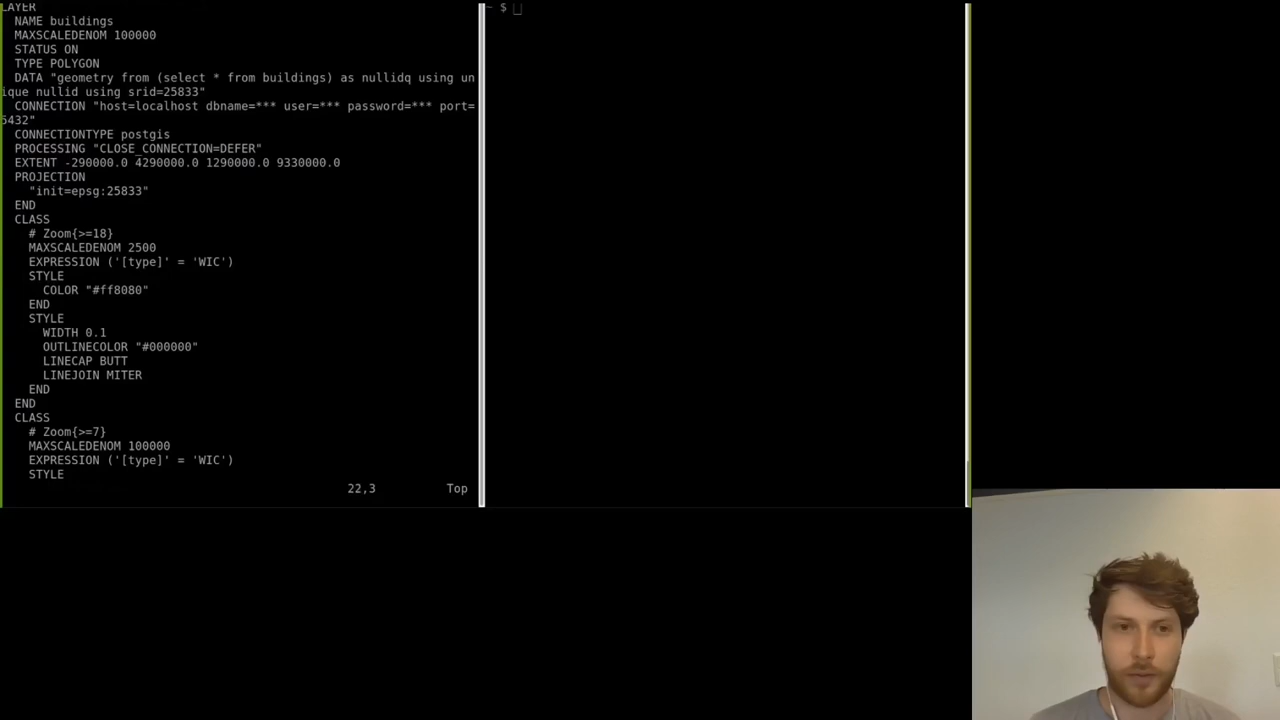 LAYER
NAME buildings
MAXSCALEDENOM 100000
STATUS ON
TYPE POLYGON
DATA "geometry from (select * from buildings) as nullidq using un
ique nullid using srid=25833"
CONNECTION "host=localhost dbname=*** user=*** password=*** port=
5432"
CONNECTIONTYPE postgis
PROCESSING "CLOSE_CONNECTION=DEFER"
EXTENT -290000.0 4290000.0 1290000.0 9330000.0
PROJECTION
"init=epsg:25833"
END
CLASS
# Zoom{>=18}
MAXSCALEDENOM 2500
EXPRESSION ('[type]' = 'WIC')
STYLE
COLOR "#ff8080"
END
STYLE
WIDTH 0.1
OUTLINECOLOR "#000000"
LINECAP BUTT
LINEJOIN MITER
END
END
CLASS
# Zoom{>=7}
MAXSCALEDENOM 100000
EXPRESSION ('[type]' = 'WIC')
STYLE
22,3 Top
~ $